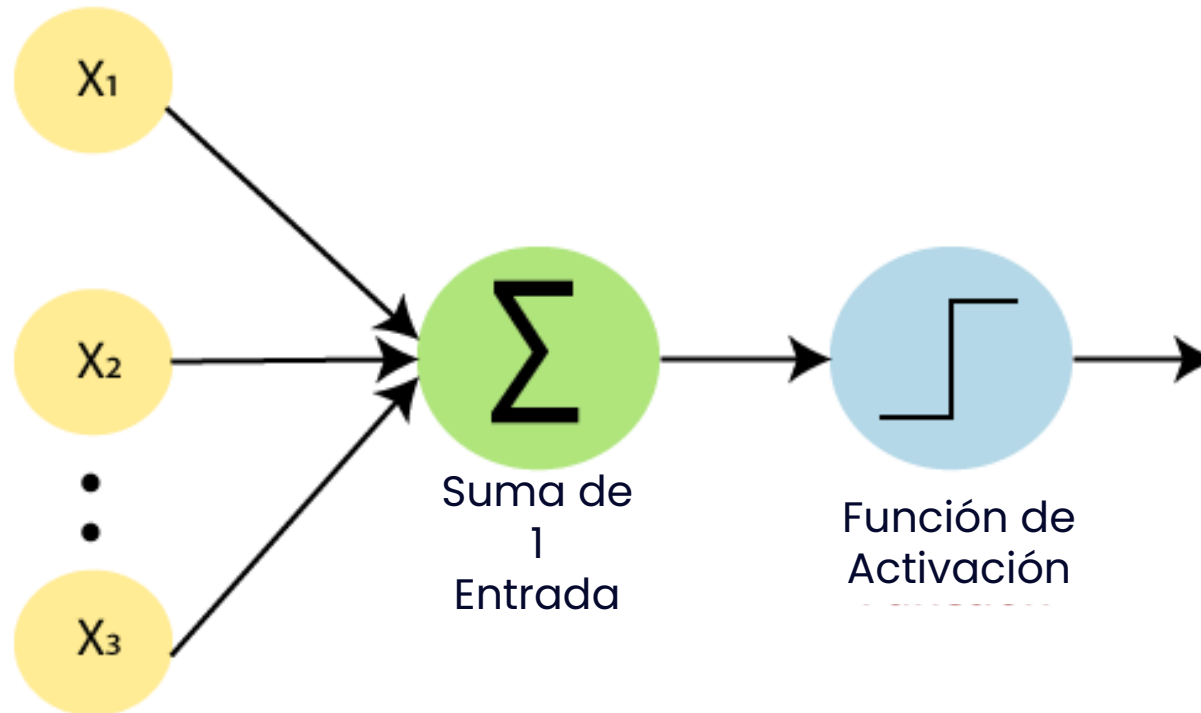 X₁
X₂
X₃
Σ
Suma de
1
Entrada
Función de
Activación